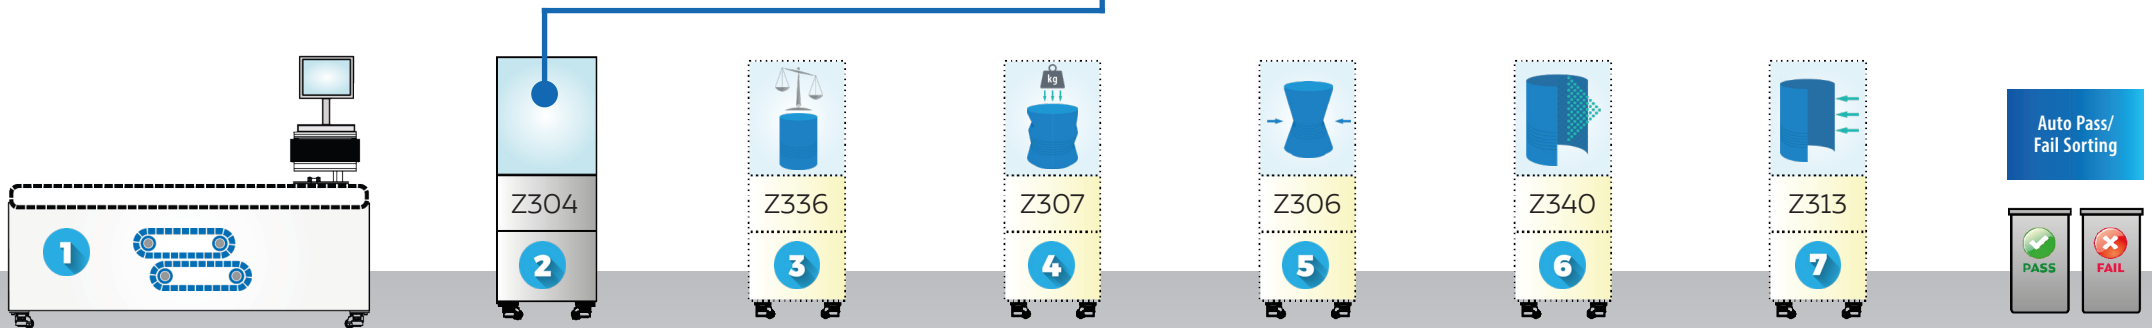 1
Z304
2
Z336
3
kg
Z307
4
Z306
5
Z340
6
Z313
7
Auto Pass/
Fail Sorting
PASS
FAIL